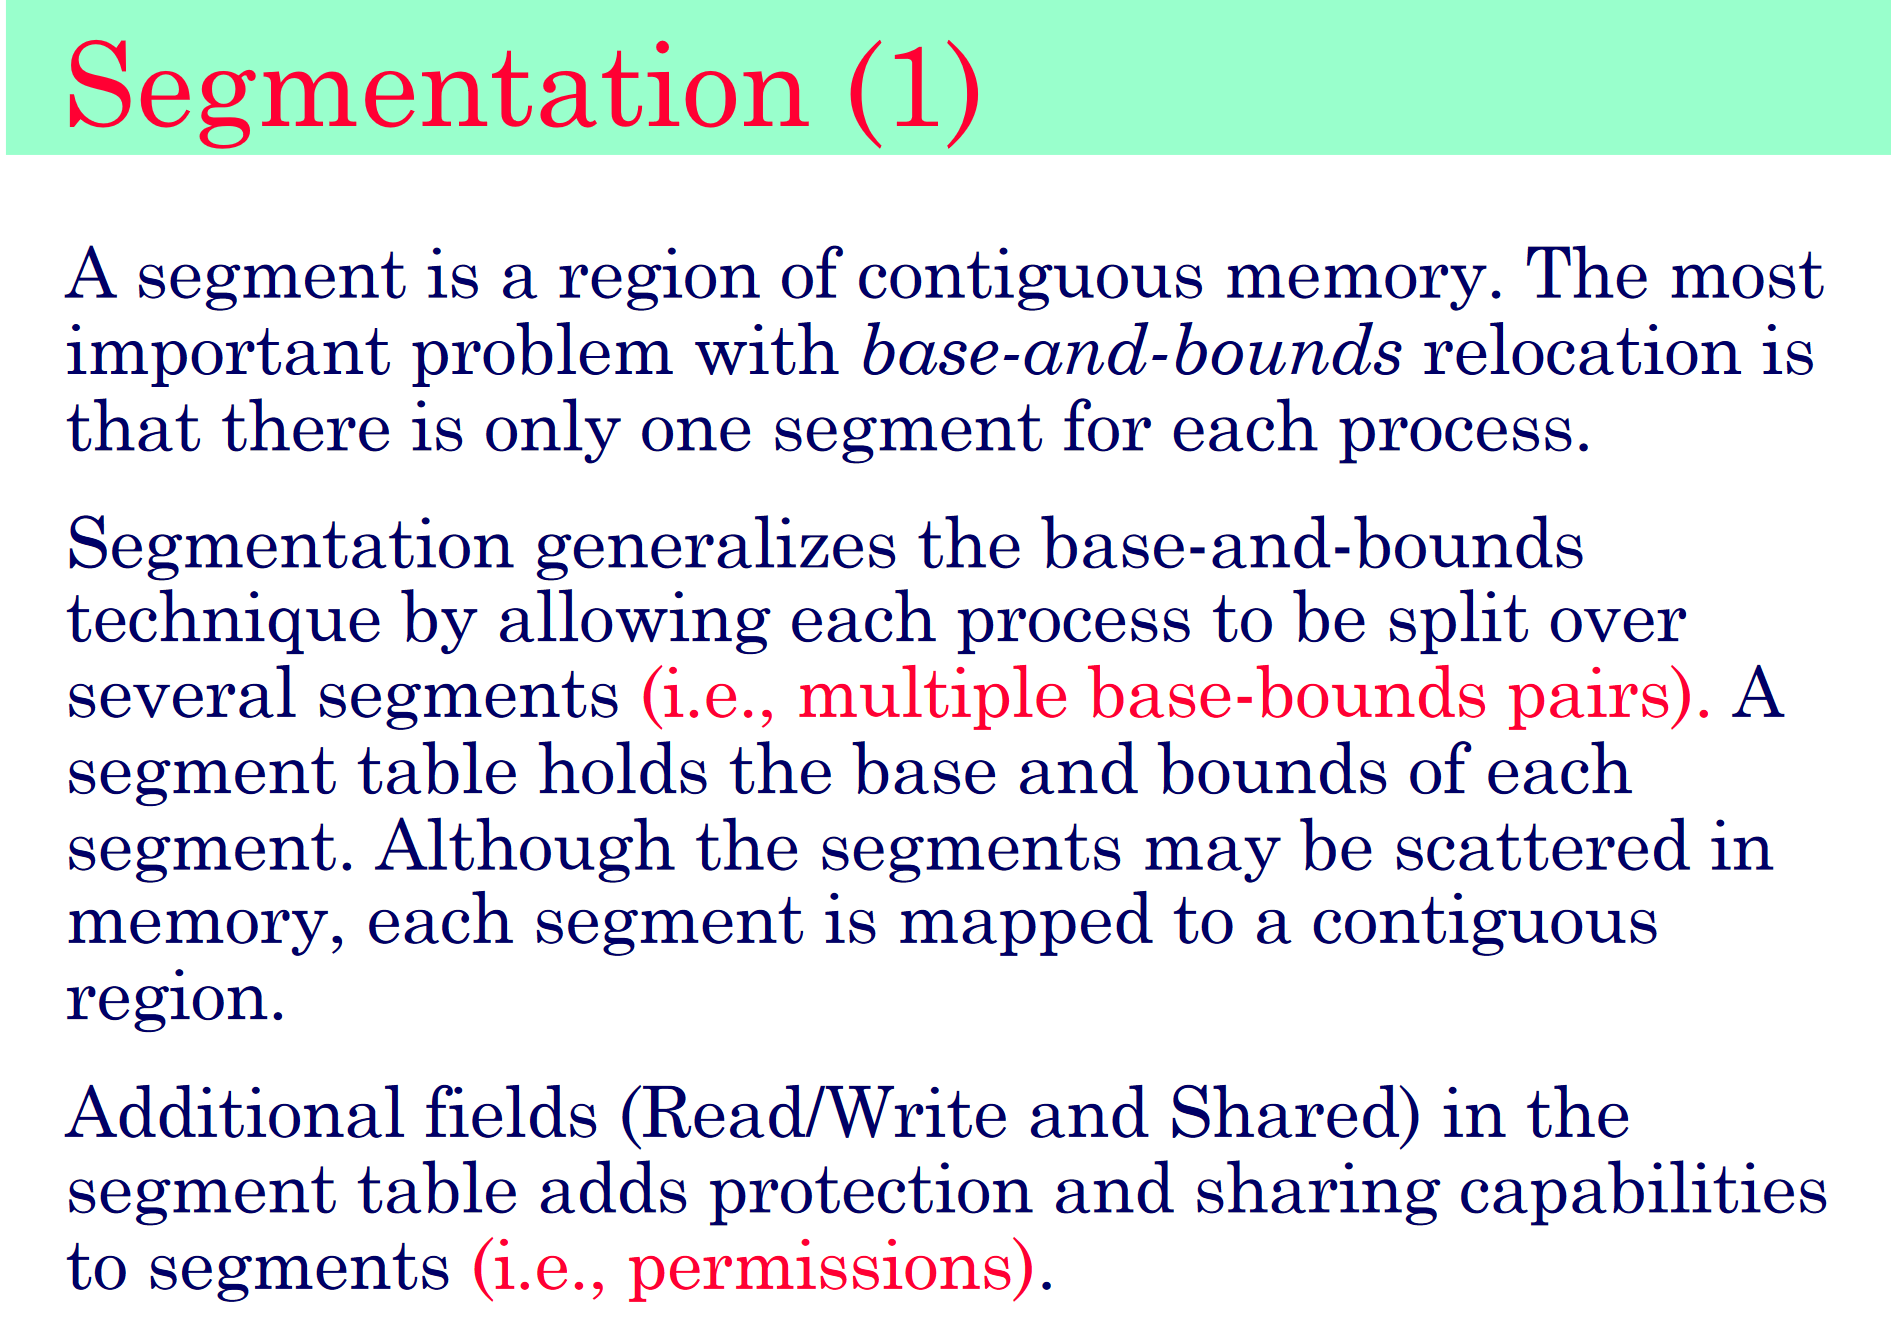 Segmentation (1)
A segment is a region of contiguous memory. The most
important problem with base-and-bounds relocation is
that there is only one segment for each process.
Segmentation generalizes the base-and-bounds
technique by allowing each process to be split over
several segments (i.e., multiple base-bounds pairs). A
segment table holds the base and bounds of each
segment. Although the segments may be scattered in
memory, each segment is mapped to a contiguous
region.
Additional fields (Read/Write and Shared) in the
segment table adds protection and sharing capabilities
to segments (i.e., permissions).